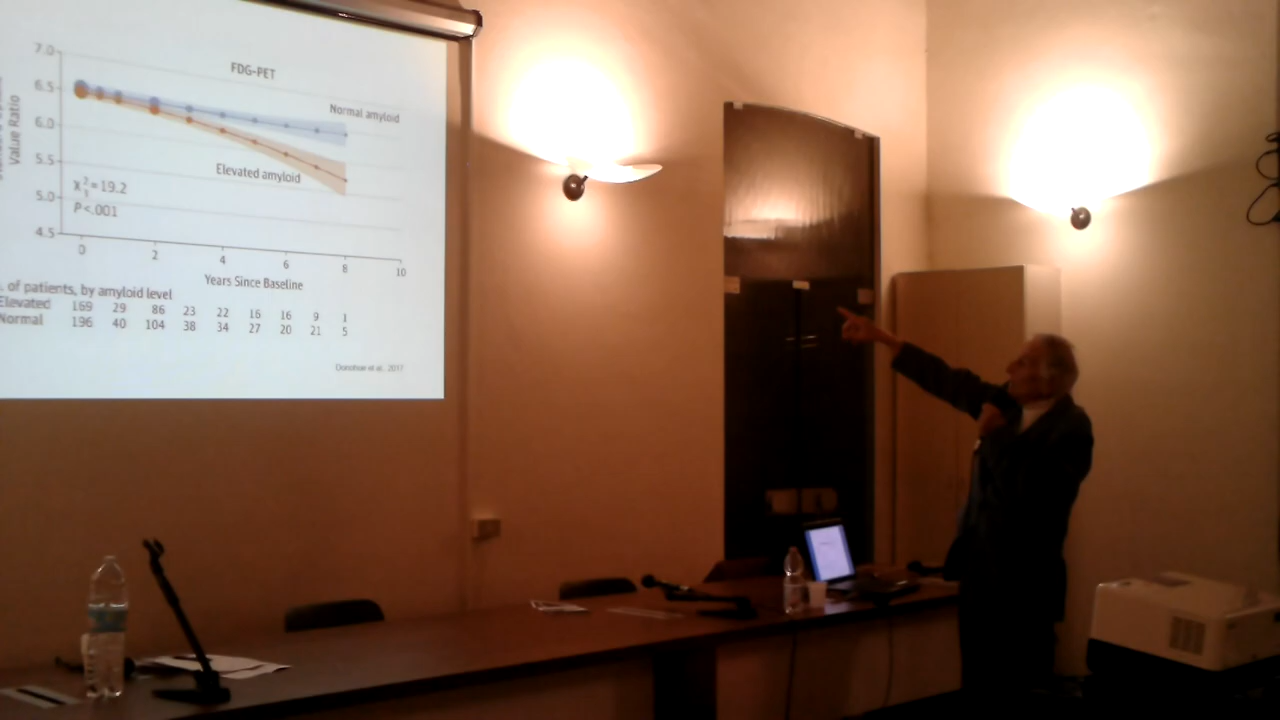 FDG-PET
7.0
6.5
6.0
5.5
5.0
4.5
Value Ratio
Normal amyloid
Elevated amyloid
χ²₁=19.2
P<.001
0 2 4 6 8 10
Years Since Baseline
. of patients, by amyloid level
Elevated 169 29 86 23 22 16 16 9 1
Normal 196 40 104 38 34 27 20 21 5
Donohue et al., 2017